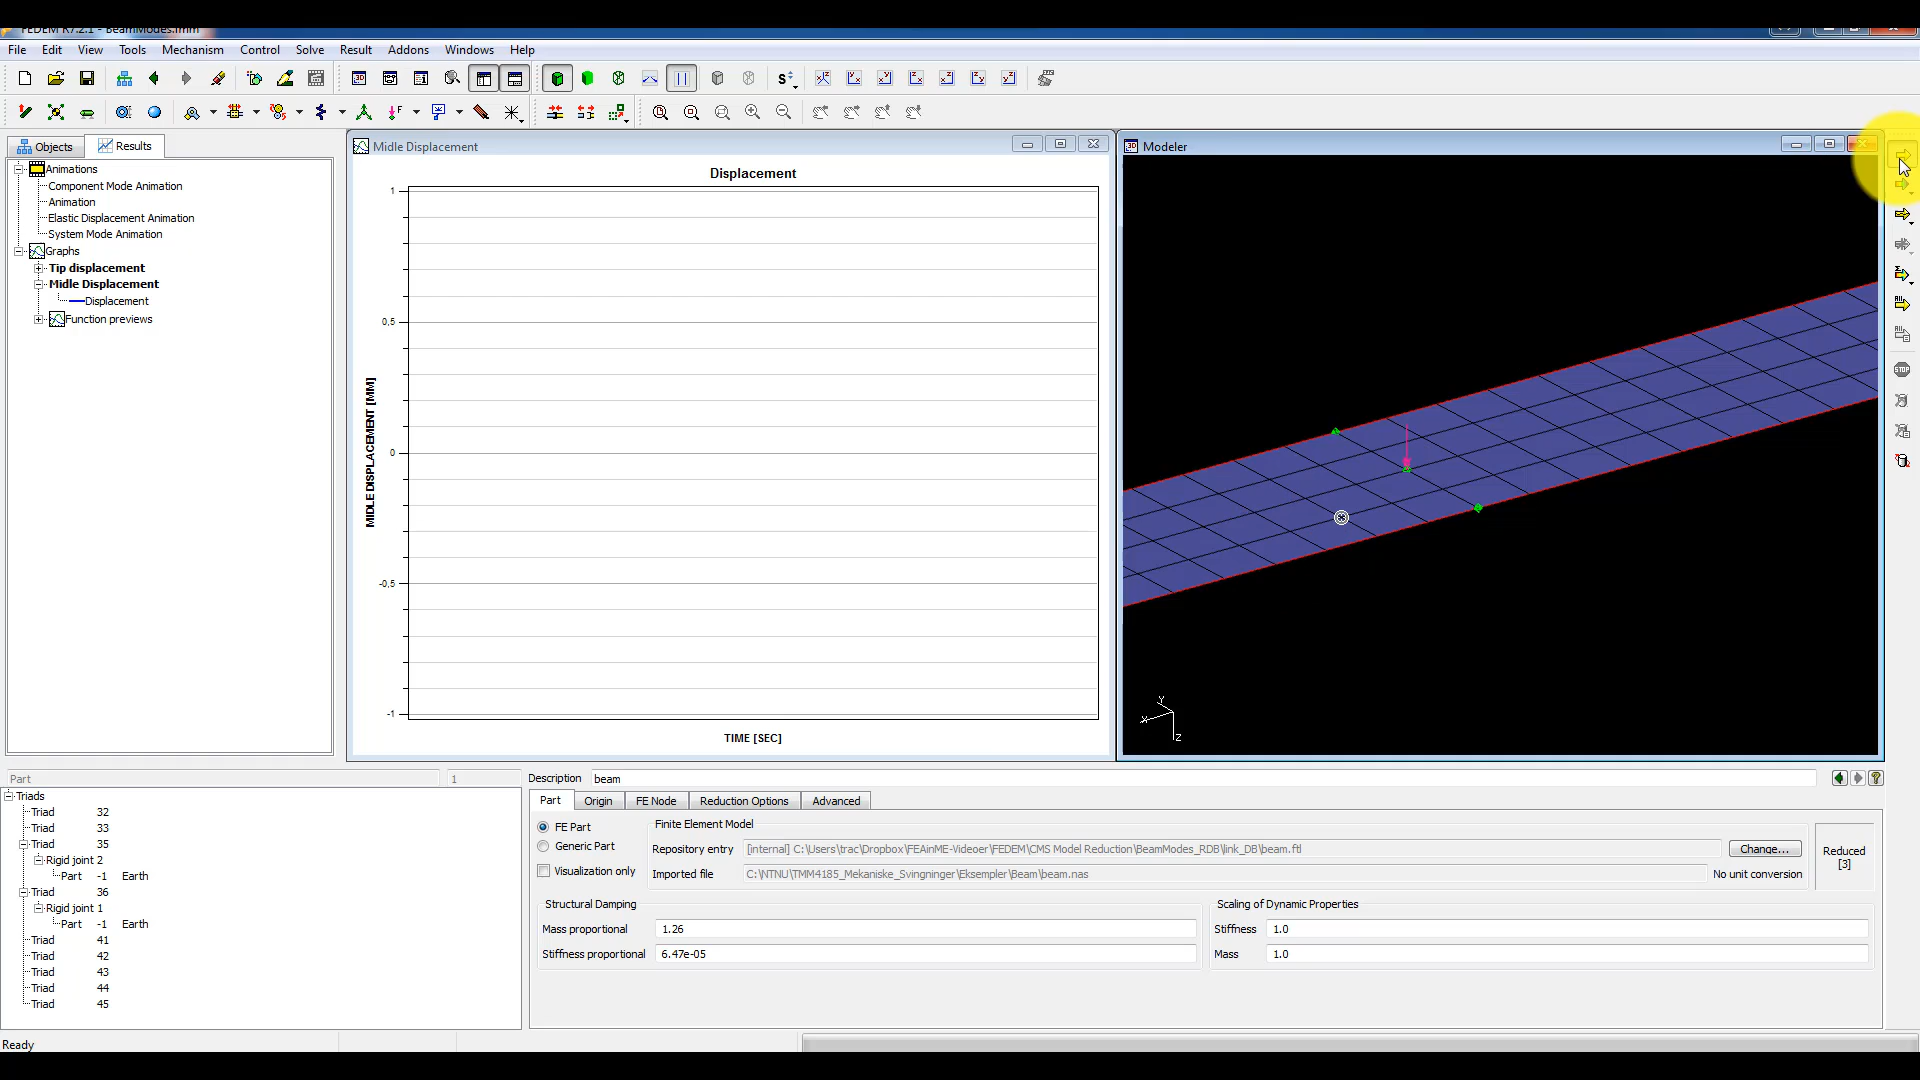 FEDEM R7.2.1 - BeamModes.fmm
File Edit View Tools Mechanism Control Solve Result Addons Windows Help
Objects Results
Animations
Component Mode Animation
Animation
Elastic Displacement Animation
System Mode Animation
Graphs
Tip displacement
Midle Displacement
Displacement
Function previews
Midle Displacement
Displacement
1
0,5
0
-0,5
-1
MIDLE DISPLACEMENT [MM]
TIME [SEC]
3D Modeler
Y
X
Z
STOP
Part 1
Triads
Triad 32
Triad 33
Triad 35
Rigid joint 2
Part -1 Earth
Triad 36
Rigid joint 1
Part -1 Earth
Triad 41
Triad 42
Triad 43
Triad 44
Triad 45
Description beam
Part Origin FE Node Reduction Options Advanced
FE Part
Generic Part
Visualization only
Finite Element Model
Repository entry [internal] C:\Users\trac\Dropbox\FEAinME-Videoer\FEDEM\CMS Model Reduction\BeamModes_RDB\link_DB\beam.ftl
Change...
Imported file C:\NTNU\TMM4185_Mekaniske_Svingninger\Eksempler\Beam\beam.nas
No unit conversion
Reduced
[3]
Structural Damping
Mass proportional 1.26
Stiffness proportional 6.47e-05
Scaling of Dynamic Properties
Stiffness 1.0
Mass 1.0
Ready